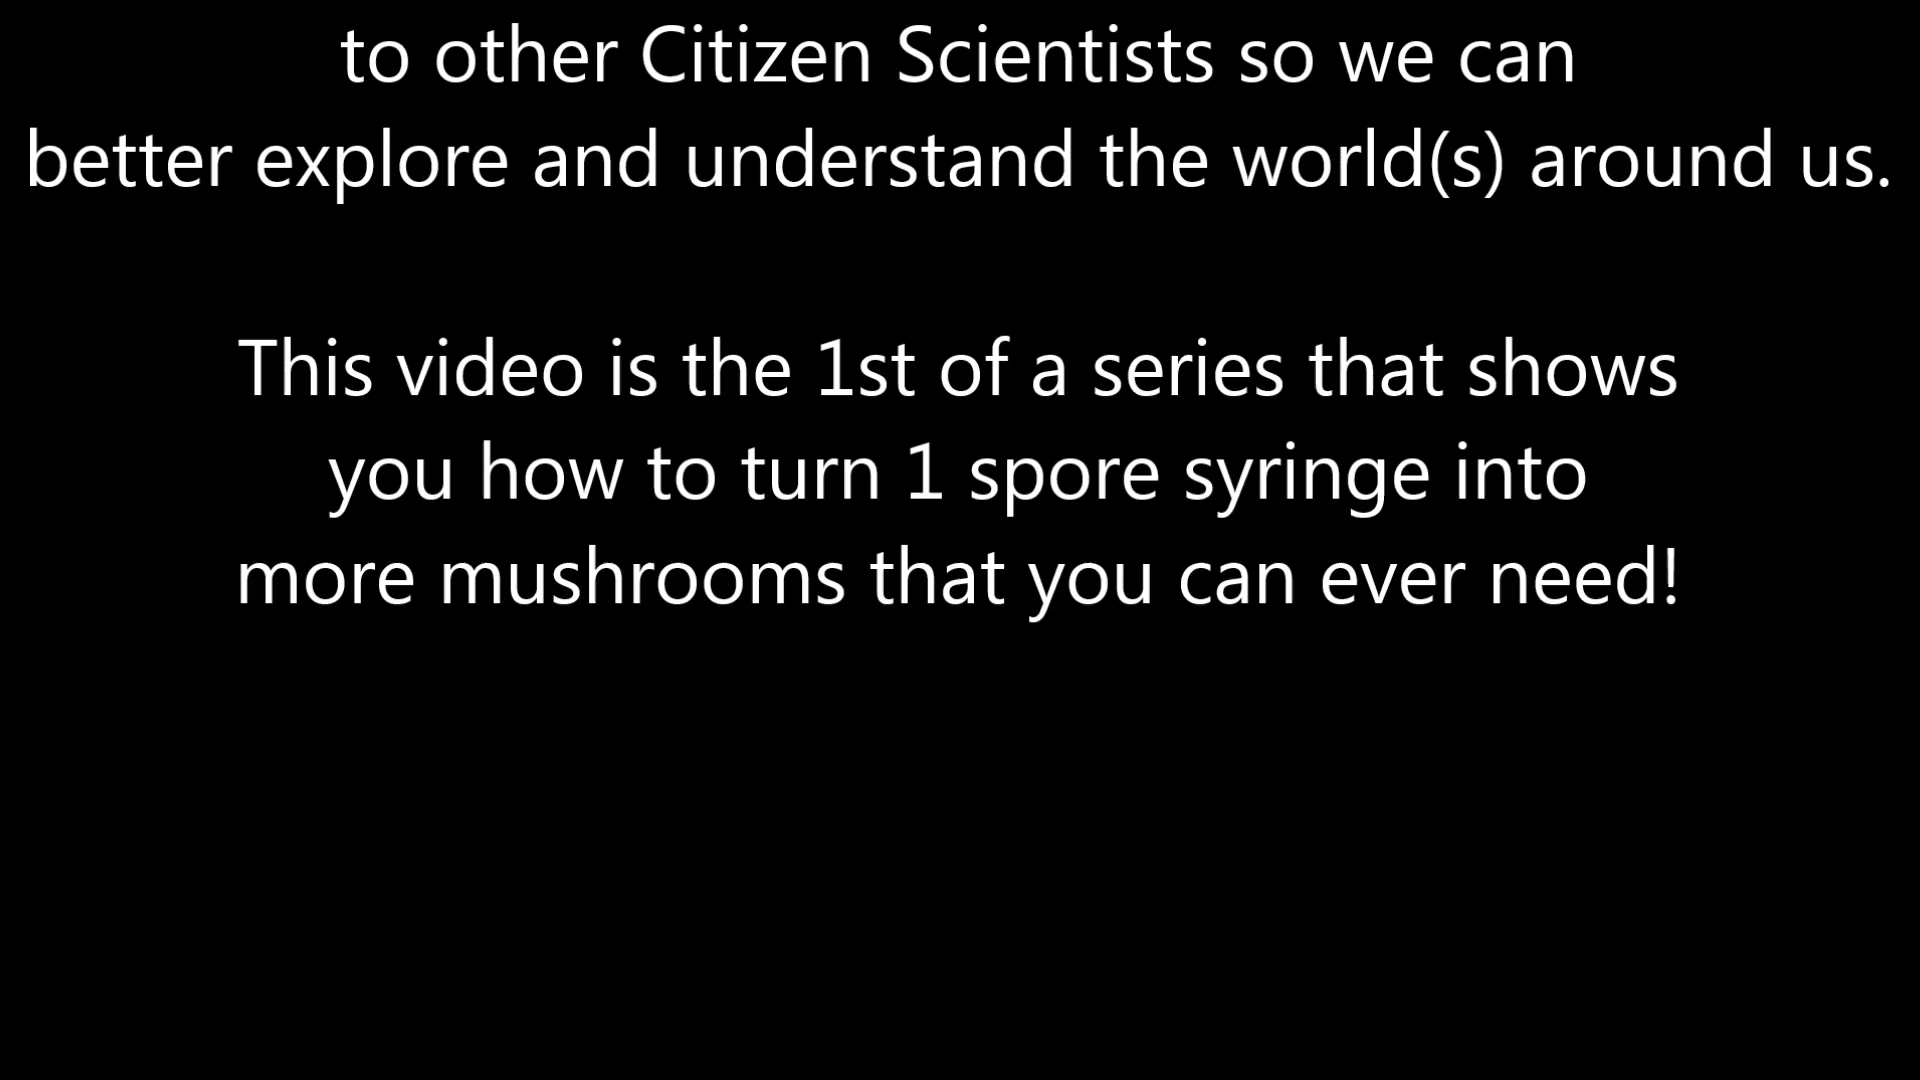 to other Citizen Scientists so we can
better explore and understand the world(s) around us.
This video is the 1st of a series that shows
you how to turn 1 spore syringe into
more mushrooms that you can ever need!